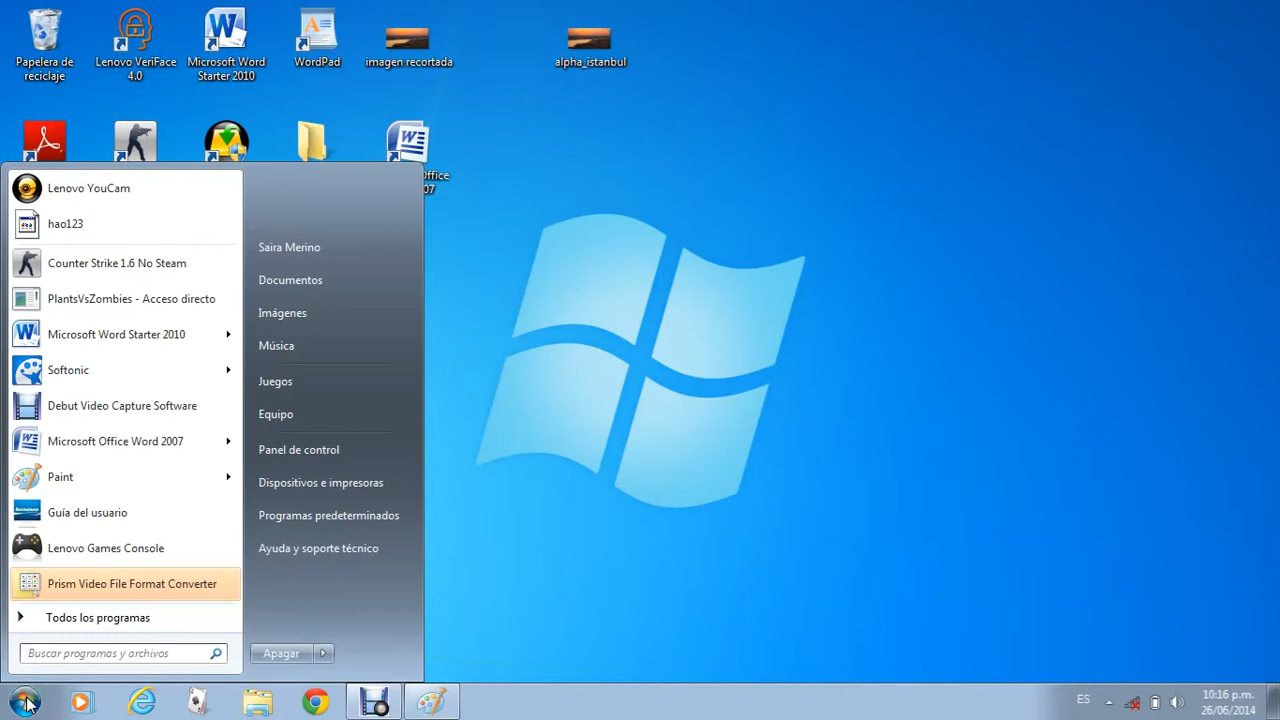 Papelera de
reciclaje
Lenovo VeriFace
4.0
Microsoft Word
Starter 2010
WordPad
imagen recortada
alpha_istanbul
Office
07
Lenovo YouCam
hao123
Counter Strike 1.6 No Steam
PlantsVsZombies - Acceso directo
Microsoft Word Starter 2010
Softonic
Debut Video Capture Software
Microsoft Office Word 2007
Paint
Guía del usuario
Lenovo Games Console
Prism Video File Format Converter
Todos los programas
Buscar programas y archivos
Saira Merino
Documentos
Imágenes
Música
Juegos
Equipo
Panel de control
Dispositivos e impresoras
Programas predeterminados
Ayuda y soporte técnico
Apagar
ES
10:16 p.m.
26/06/2014